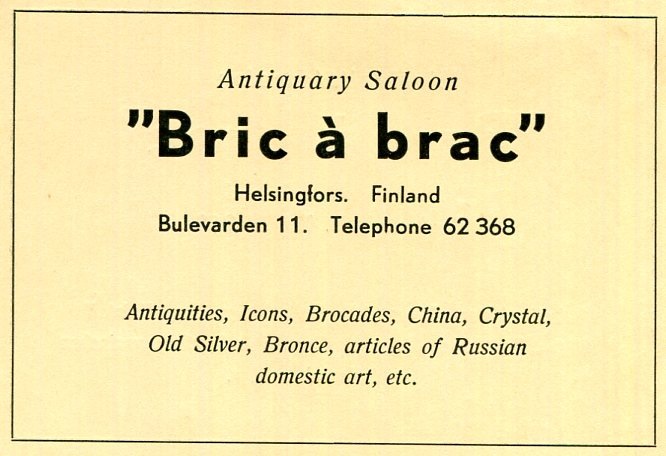 Antiquary Saloon
"Bric à brac"
Helsingfors. Finland
Bulevarden 11. Telephone 62 368
Antiquities, Icons, Brocades, China, Crystal,
Old Silver, Bronce, articles of Russian
domestic art, etc.